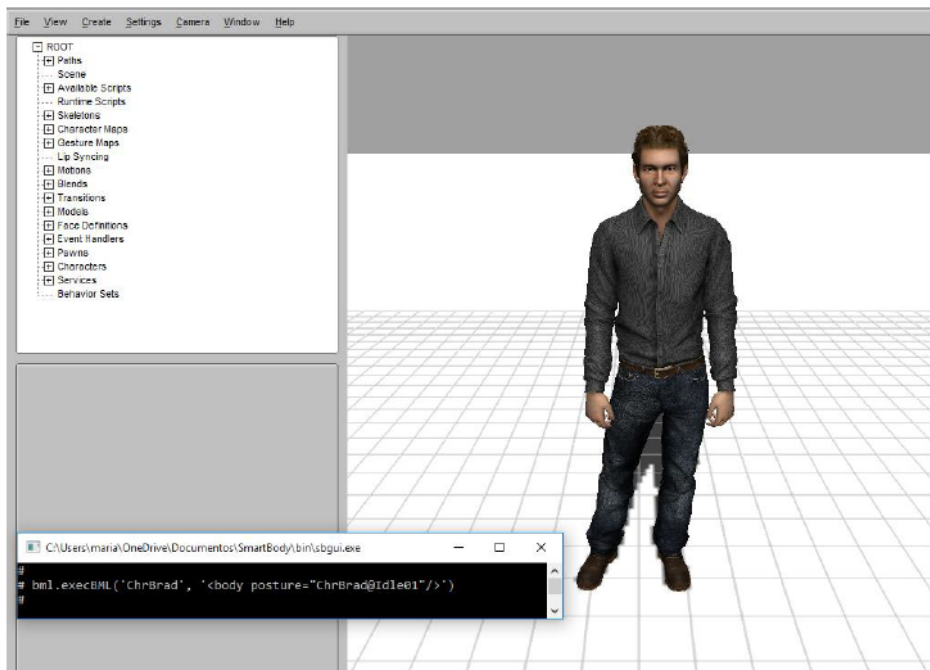 File View Create Settings Camera Window Help
ROOT
Paths
Scene
Available Scripts
Runtime Scripts
Skeletons
Character Maps
Gesture Maps
Lip Syncing
Motions
Blends
Transitions
Models
Face Definitions
Event Handlers
Pawns
Characters
Services
Behavior Sets
C:\Users\maria\OneDrive\Documentos\SmartBody\bin\sbgui.exe
#
# bml.execBML('ChrBrad', '<body posture="ChrBrad@Idle01"/>')
#